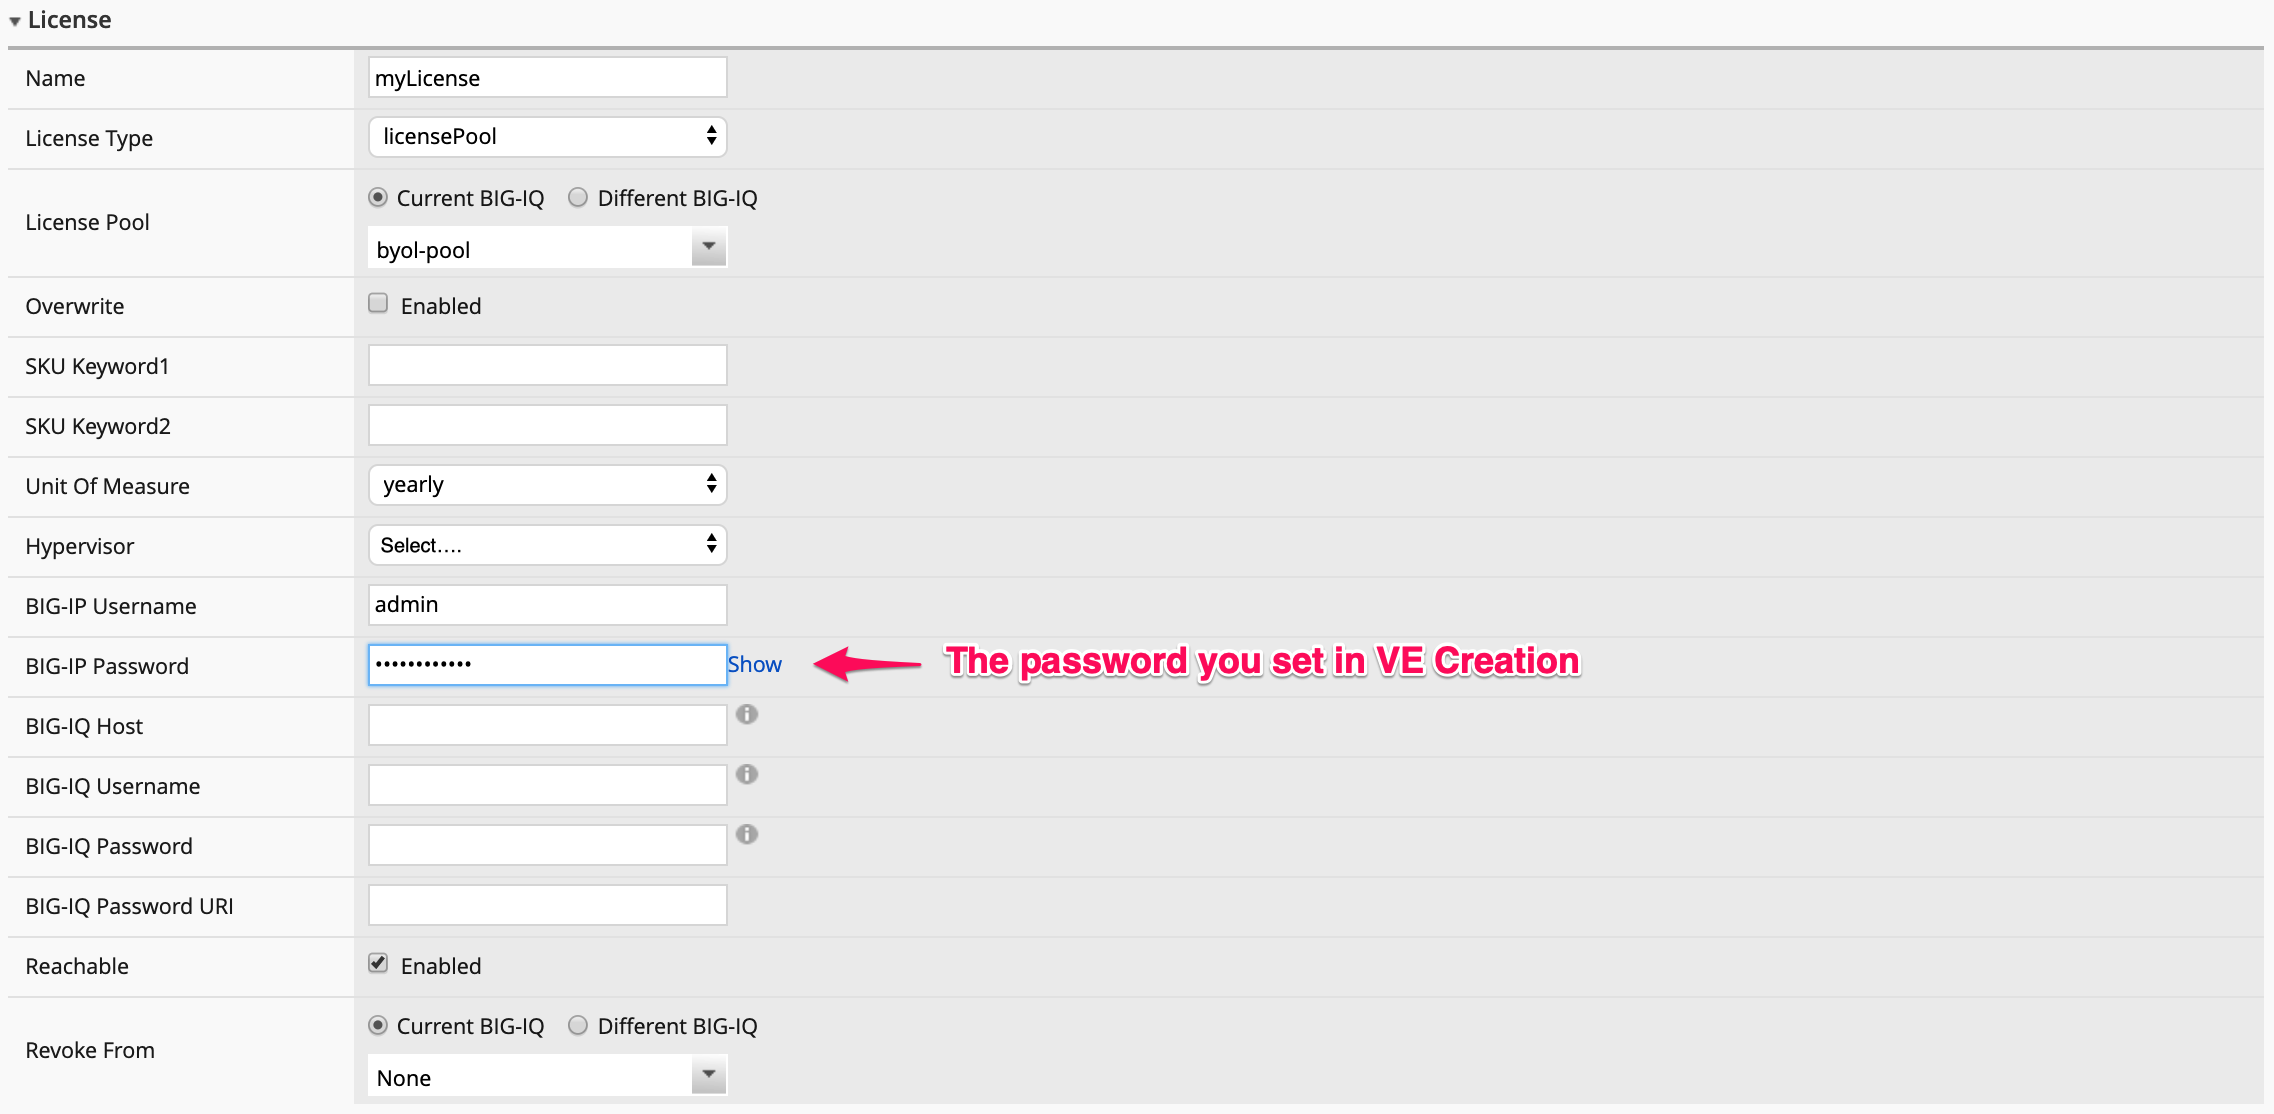 License
Name
myLicense
License Type
licensePool
License Pool
Current BIG-IQ Different BIG-IQ
byol-pool
Overwrite
Enabled
SKU Keyword1
SKU Keyword2
Unit Of Measure
yearly
Hypervisor
Select....
BIG-IP Username
admin
BIG-IP Password
•••••••••••• Show
The password you set in VE Creation
BIG-IQ Host
BIG-IQ Username
BIG-IQ Password
BIG-IQ Password URI
Reachable
Enabled
Revoke From
Current BIG-IQ Different BIG-IQ
None